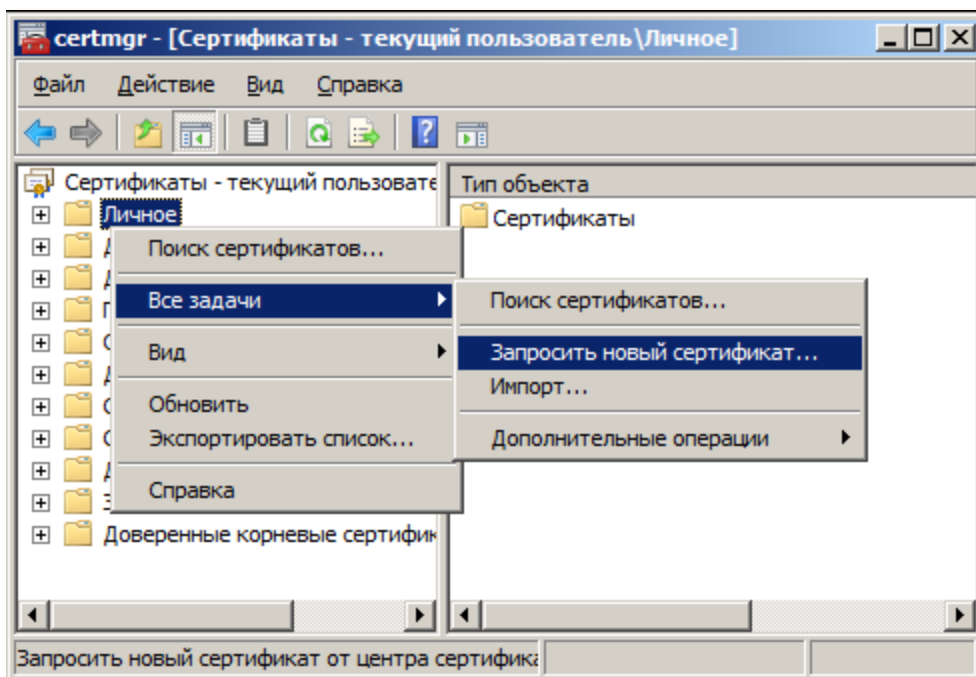 certmgr - [Сертификаты - текущий пользователь\Личное]
Файл Действие Вид Справка
Сертификаты - текущий пользовате
Личное
Доверенные корневые сертифик
Тип объекта
Сертификаты
Поиск сертификатов...
Все задачи
Вид
Обновить
Экспортировать список...
Справка
Поиск сертификатов...
Запросить новый сертификат...
Импорт...
Дополнительные операции
Запросить новый сертификат от центра сертифика